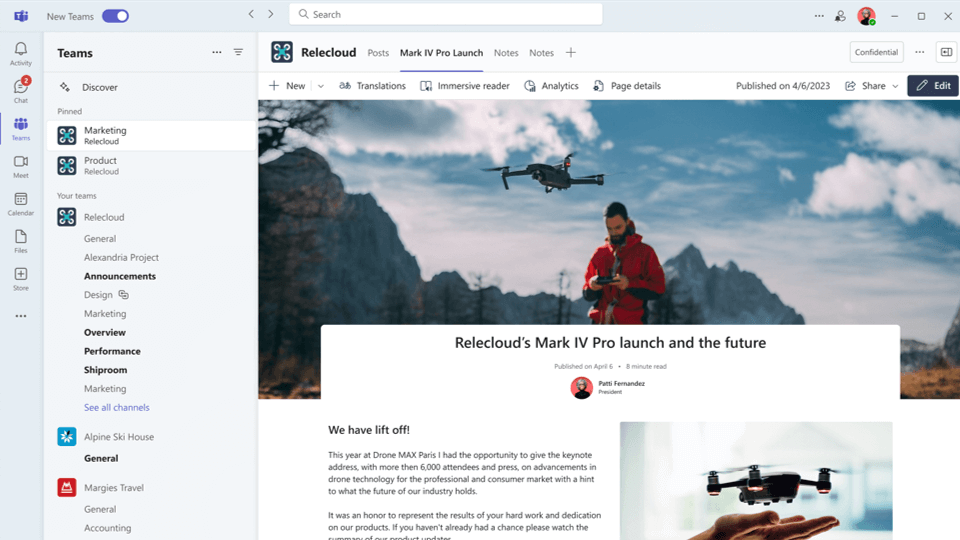 New Teams
Search
Activity
2
Chat
Teams
Meet
Calendar
Files
Store
Teams
Discover
Pinned
Marketing
Relecloud
Product
Relecloud
Your teams
Relecloud
General
Alexandria Project
Announcements
Design
Marketing
Overview
Performance
Shiproom
Marketing
See all channels
Alpine Ski House
General
Margies Travel
General
Accounting
Relecloud Posts Mark IV Pro Launch Notes Notes
Confidential
New Translations Immersive reader Analytics Page details Published on 4/6/2023 Share Edit
Relecloud's Mark IV Pro launch and the future
Published on April 6 • 8 minute read
Patti Fernandez
President
We have lift off!
This year at Drone MAX Paris I had the opportunity to give the keynote
address, with more then 6,000 attendees and press, on advancements in
drone technology for the professional and consumer market with a hint
to what the future of our industry holds.
It was an honor to represent the results of your hard work and dedication
on our products. If you haven't already had a chance please watch the
summary of our product updates